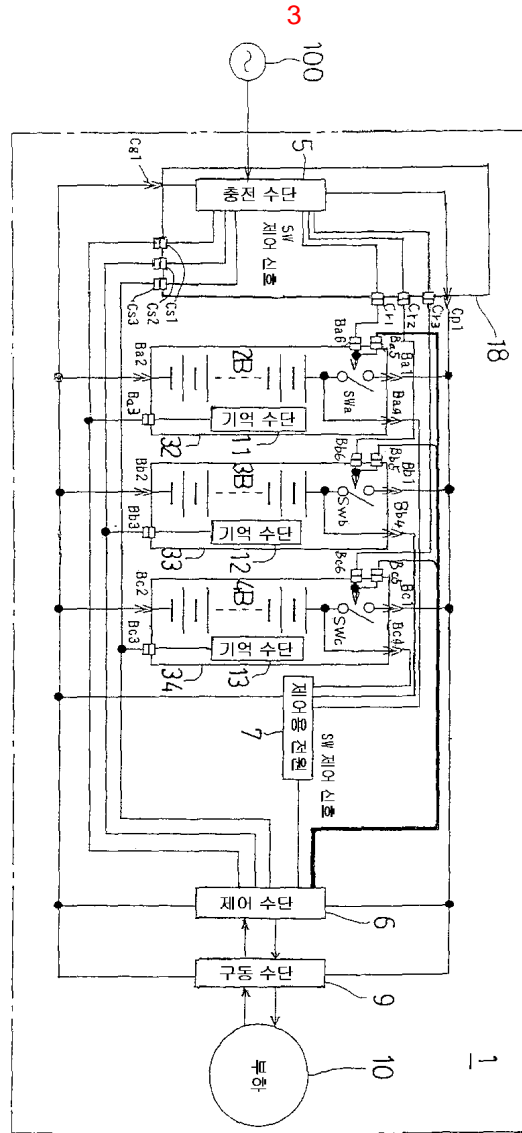 3
100
5
충전 수단
Cg1
SW
제어 신호
Cs1
Cs2
Cs3
Cr1
Cr2
Cr3
Cp1
18
Ba6
Ba5
Ba1
Ba4
Ba2
Ba3
2B
SWa
기억 수단
11
32
Bb6
Bb5
Bb1
Bb4
Bb2
Bb3
3B
SWb
기억 수단
12
33
Bc6
Bc5
Bc1
Bc4
Bc2
Bc3
4B
SWc
기억 수단
13
34
제어용 전원
7
SW 제어 신호
제어 수단
6
구동 수단
9
부하
10
1